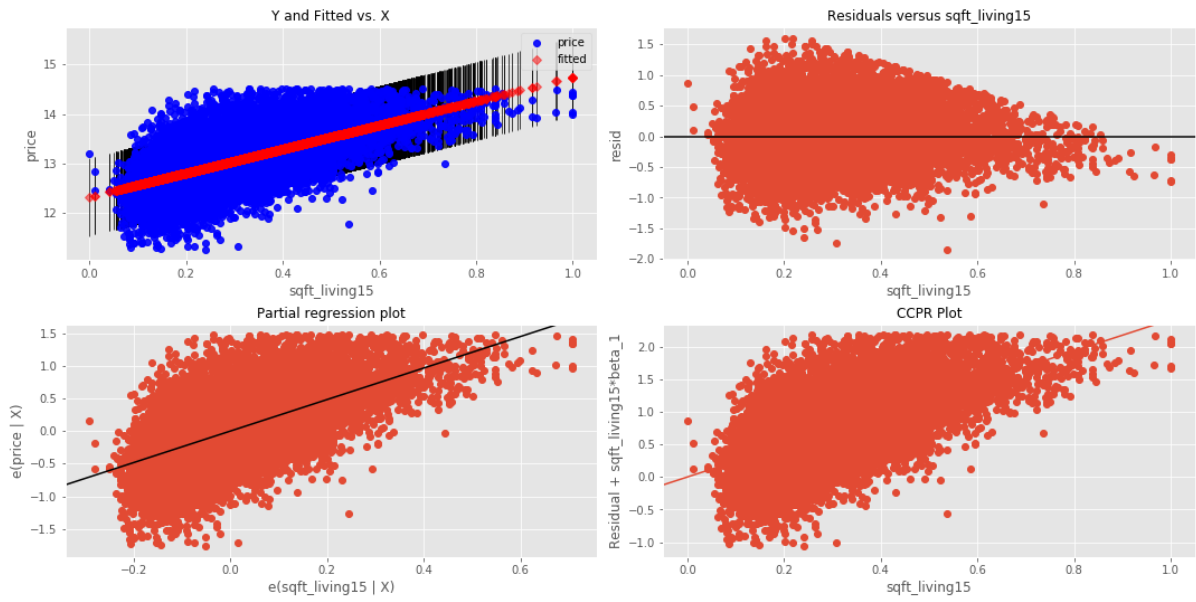 Y and Fitted vs. X
price
fitted
15
14
13
12
price
0.0 0.2 0.4 0.6 0.8 1.0
sqft_living15
Residuals versus sqft_living15
1.5
1.0
0.5
0.0
−0.5
−1.0
−1.5
−2.0
resid
0.0 0.2 0.4 0.6 0.8 1.0
sqft_living15
Partial regression plot
1.5
1.0
0.5
0.0
−0.5
−1.0
−1.5
e(price | X)
−0.2 0.0 0.2 0.4 0.6
e(sqft_living15 | X)
CCPR Plot
2.0
1.5
1.0
0.5
0.0
−0.5
−1.0
Residual + sqft_living15*beta_1
0.0 0.2 0.4 0.6 0.8 1.0
sqft_living15